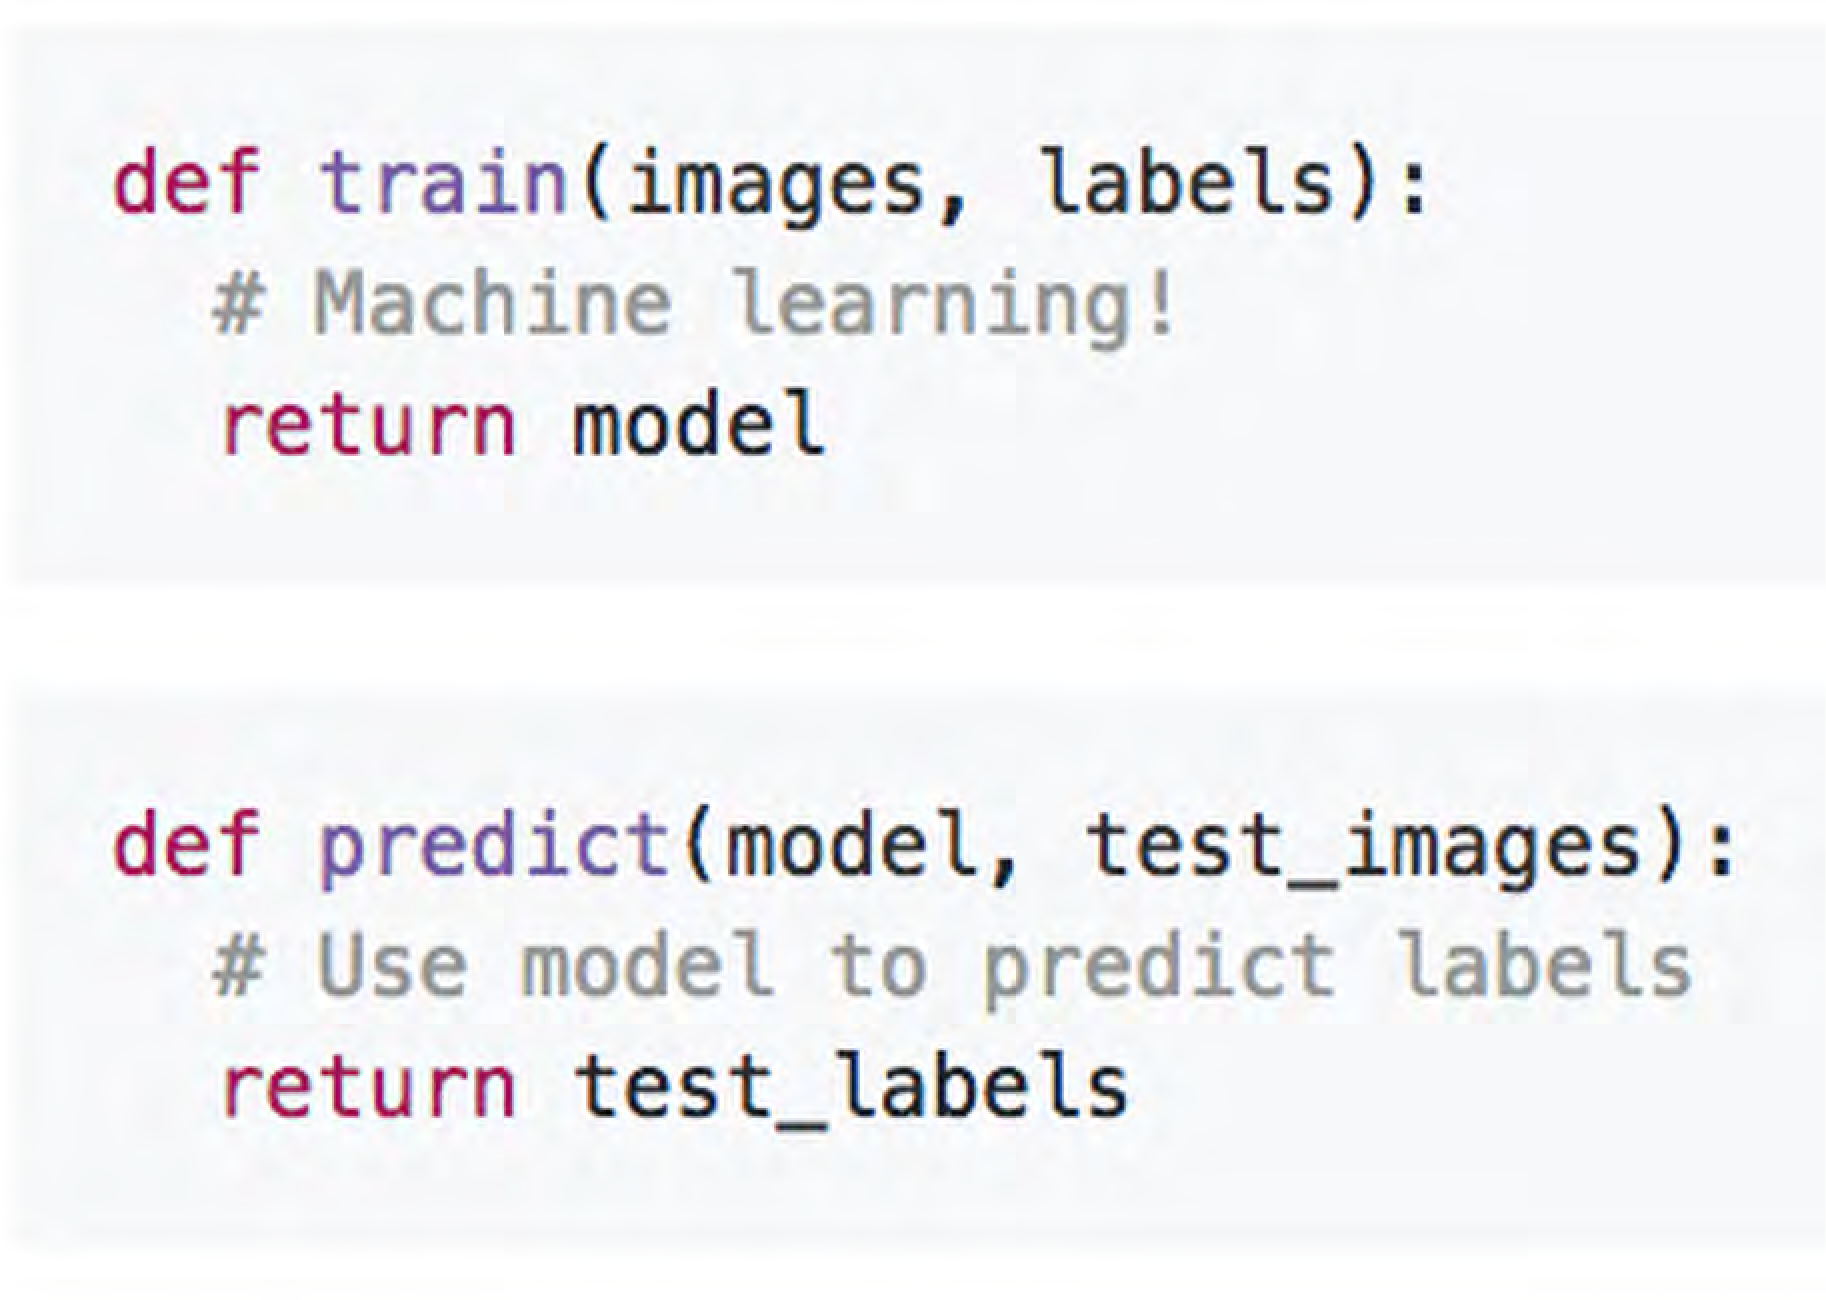 def train(images, labels):
  # Machine learning!
  return model
def predict(model, test_images):
  # Use model to predict labels
  return test_labels